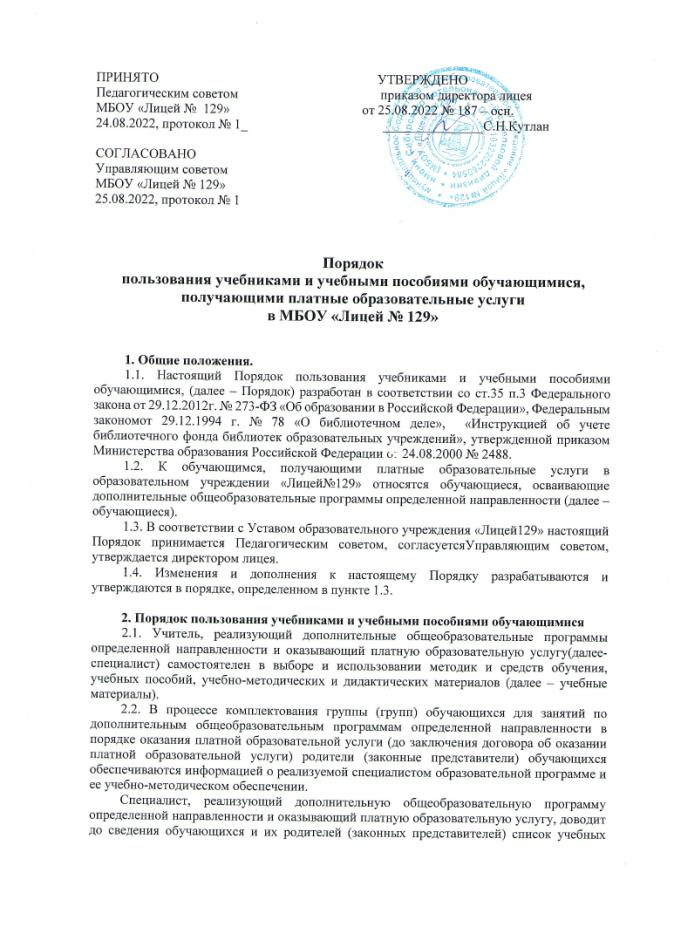 ПРИНЯТО
Педагогическим советом
МБОУ «Лицей № 129»
24.08.2022, протокол № 1_
УТВЕРЖДЕНО
приказом директора лицея
от 25.08.2022 № 187 – осн.
С.Н.Кутлан
СОГЛАСОВАНО
Управляющим советом
МБОУ «Лицей № 129»
25.08.2022, протокол № 1
Порядок
пользования учебниками и учебными пособиями обучающимися,
получающими платные образовательные услуги
в МБОУ «Лицей № 129»
1. Общие положения.
1.1. Настоящий Порядок пользования учебниками и учебными пособиями
обучающимися, (далее – Порядок) разработан в соответствии со ст.35 п.3 Федерального
закона от 29.12.2012г. № 273-ФЗ «Об образовании в Российской Федерации», Федеральным
закономот 29.12.1994 г. № 78 «О библиотечном деле», «Инструкцией об учете
библиотечного фонда библиотек образовательных учреждений», утвержденной приказом
Министерства образования Российской Федерации от 24.08.2000 № 2488.
1.2. К обучающимся, получающими платные образовательные услуги в
образовательном учреждении «Лицей№129» относятся обучающиеся, осваивающие
дополнительные общеобразовательные программы определенной направленности (далее –
обучающиеся).
1.3. В соответствии с Уставом образовательного учреждения «Лицей129» настоящий
Порядок принимается Педагогическим советом, согласуетсяУправляющим советом,
утверждается директором лицея.
1.4. Изменения и дополнения к настоящему Порядку разрабатываются и
утверждаются в порядке, определенном в пункте 1.3.
2. Порядок пользования учебниками и учебными пособиями обучающимися
2.1. Учитель, реализующий дополнительные общеобразовательные программы
определенной направленности и оказывающий платную образовательную услугу(далее-
специалист) самостоятелен в выборе и использовании методик и средств обучения,
учебных пособий, учебно-методических и дидактических материалов (далее – учебные
материалы).
2.2. В процессе комплектования группы (групп) обучающихся для занятий по
дополнительным общеобразовательным программам определенной направленности в
порядке оказания платной образовательной услуги (до заключения договора об оказании
платной образовательной услуги) родители (законные представители) обучающихся
обеспечиваются информацией о реализуемой специалистом образовательной программе и
ее учебно-методическом обеспечении.
Специалист, реализующий дополнительную общеобразовательную программу
определенной направленности и оказывающий платную образовательную услугу, доводит
до сведения обучающихся и их родителей (законных представителей) список учебных